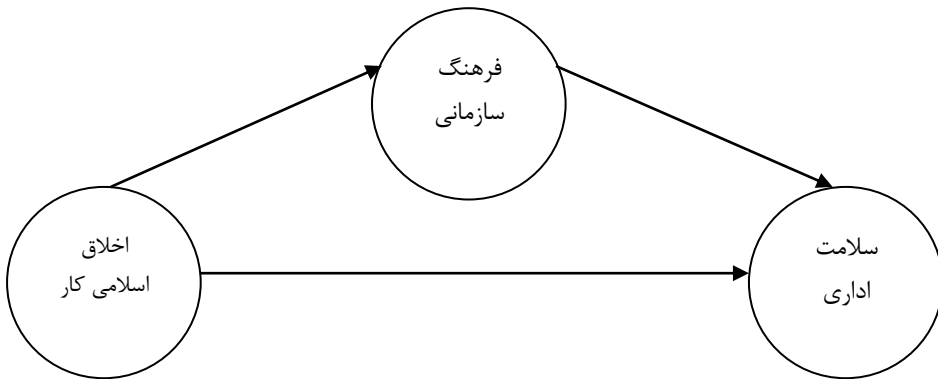 فرهنگ
سازمانی
اخلاق
اسلامی کار
سلامت
اداری